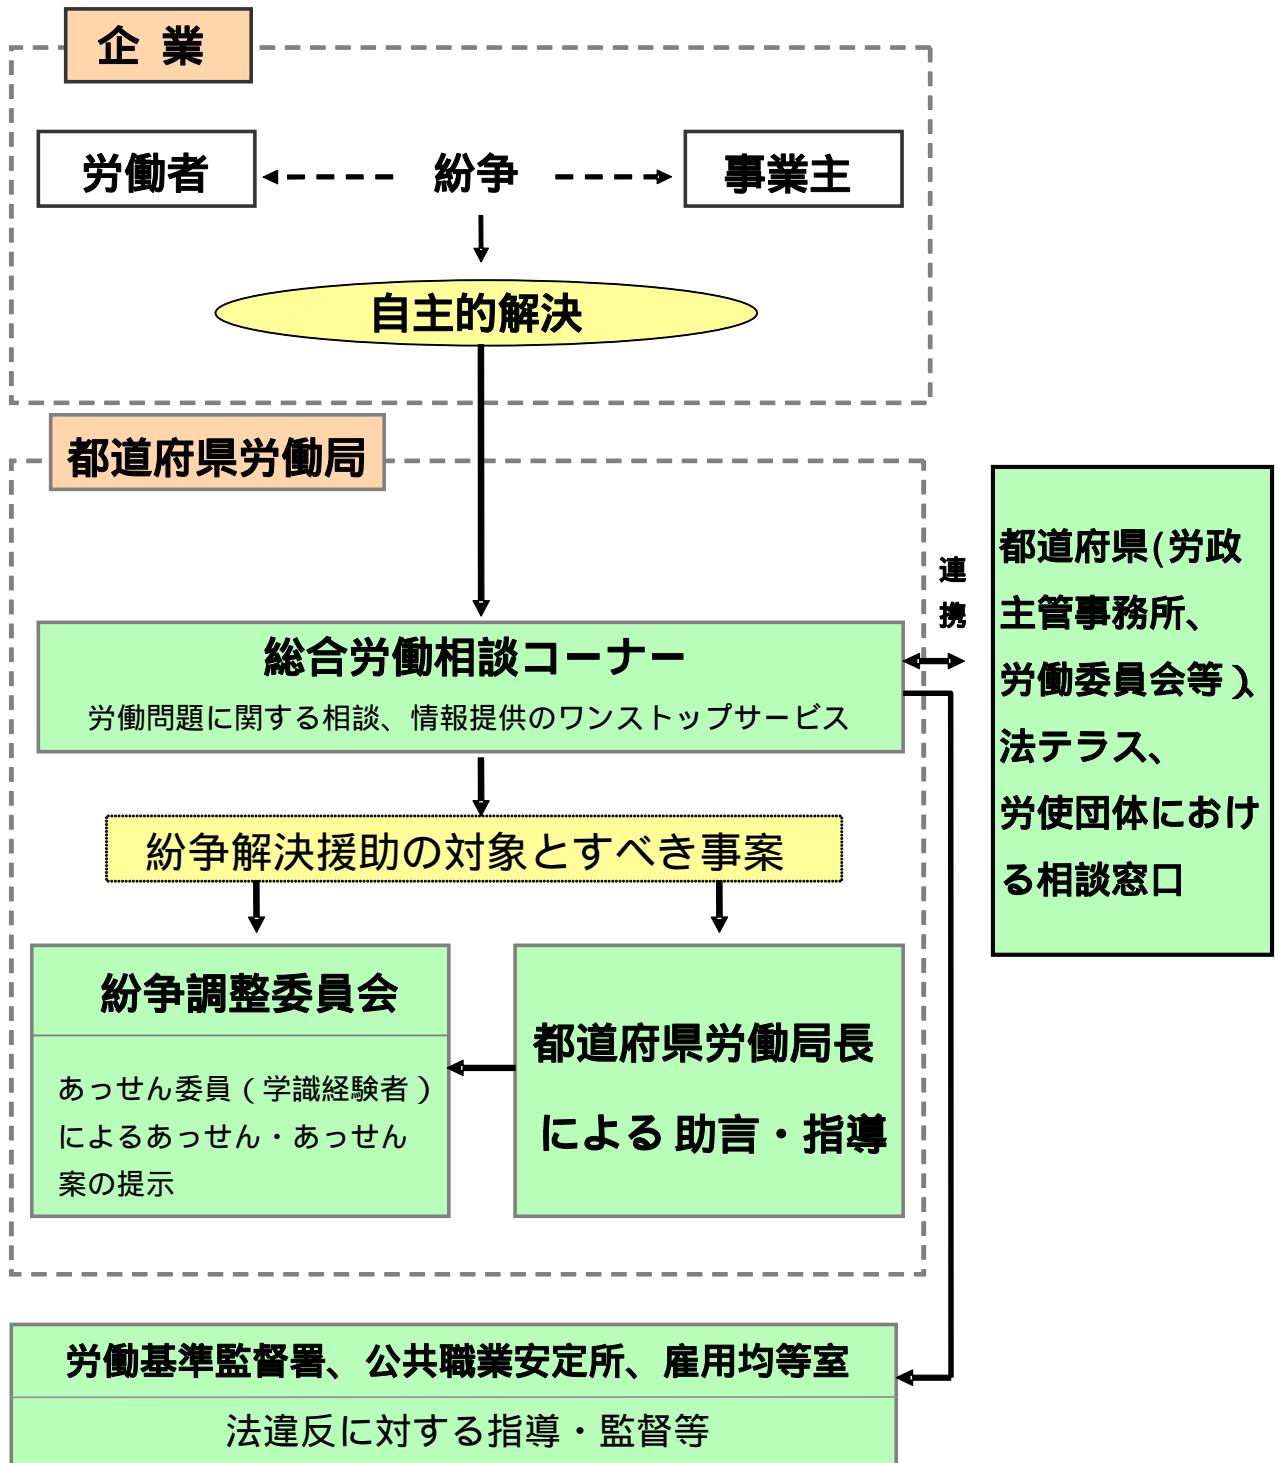 企 業
労働者
紛争
事業主
自主的解決
都道府県労働局
連
携
都道府県(労政
主管事務所、
労働委員会等)、
法テラス、
労使団体におけ
る相談窓口
総合労働相談コーナー
労働問題に関する相談、情報提供のワンストップサービス
紛争解決援助の対象とすべき事案
紛争調整委員会
あっせん委員(学識経験者)
によるあっせん・あっせん
案の提示
都道府県労働局長
による 助言・指導
労働基準監督署、公共職業安定所、雇用均等室
法違反に対する指導・監督等